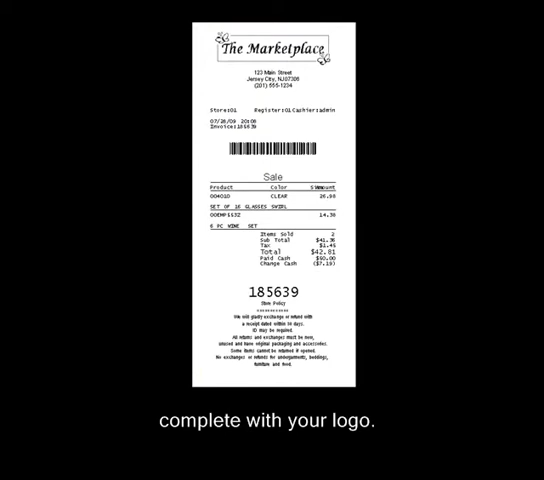 The Marketplace
123 Main Street
Jersey City, NJ07306
(201) 555-1234
Store:01 Register:01 Cashier:admin
07/28/09 20:08
Invoice:185639
Sale
Product Color $Amount
004010 CLEAR 26.98
SET OF 16 GLASSES SWIRL
14.38
6 PC WINE SET
Items Sold 2
Sub Total $41.36
Tax $1.45
Total $42.81
Paid Cash $50.00
Change Cash ($7.19)
185639
Store Policy
We will gladly exchange or refund with
a receipt dated within 30 days.
ID may be required.
All returns and exchanges must be new,
unused and have original packaging and accessories.
Some items cannot be returned if opened.
No exchanges or refunds for undergarments, beddings,
furniture and food.
complete with your logo.